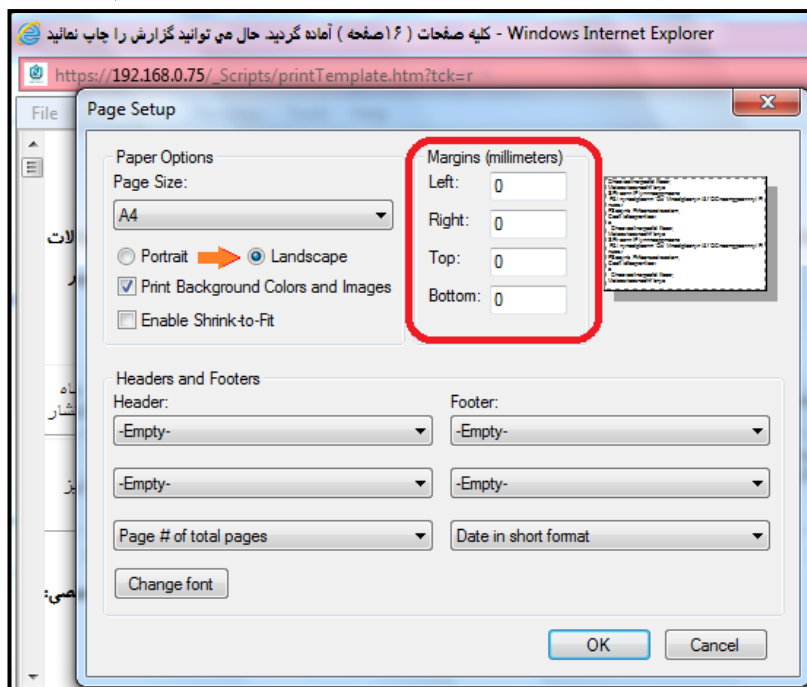 کلیه صفحات ( ۱۶صفحه ) آماده گردید. حال می توانید گزارش را چاپ نمائید - Windows Internet Explorer
https://192.168.0.75/_Scripts/printTemplate.htm?tck=r
File
Page Setup
Paper Options
Page Size:
A4
Portrait
Landscape
Print Background Colors and Images
Enable Shrink-to-Fit
Margins (millimeters)
Left: 0
Right: 0
Top: 0
Bottom: 0
Headers and Footers
Header:
Footer:
-Empty-
-Empty-
-Empty-
-Empty-
Page # of total pages
Date in short format
Change font
OK
Cancel